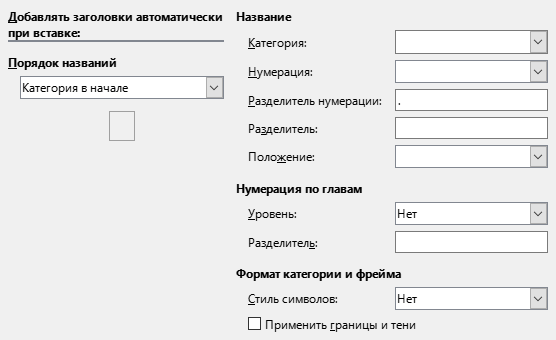 Добавлять заголовки автоматически
при вставке:
Порядок названий
Категория в начале
Название
Категория:
Нумерация:
Разделитель нумерации: .
Разделитель:
Положение:
Нумерация по главам
Уровень: Нет
Разделитель:
Формат категории и фрейма
Стиль символов: Нет
Применить границы и тени